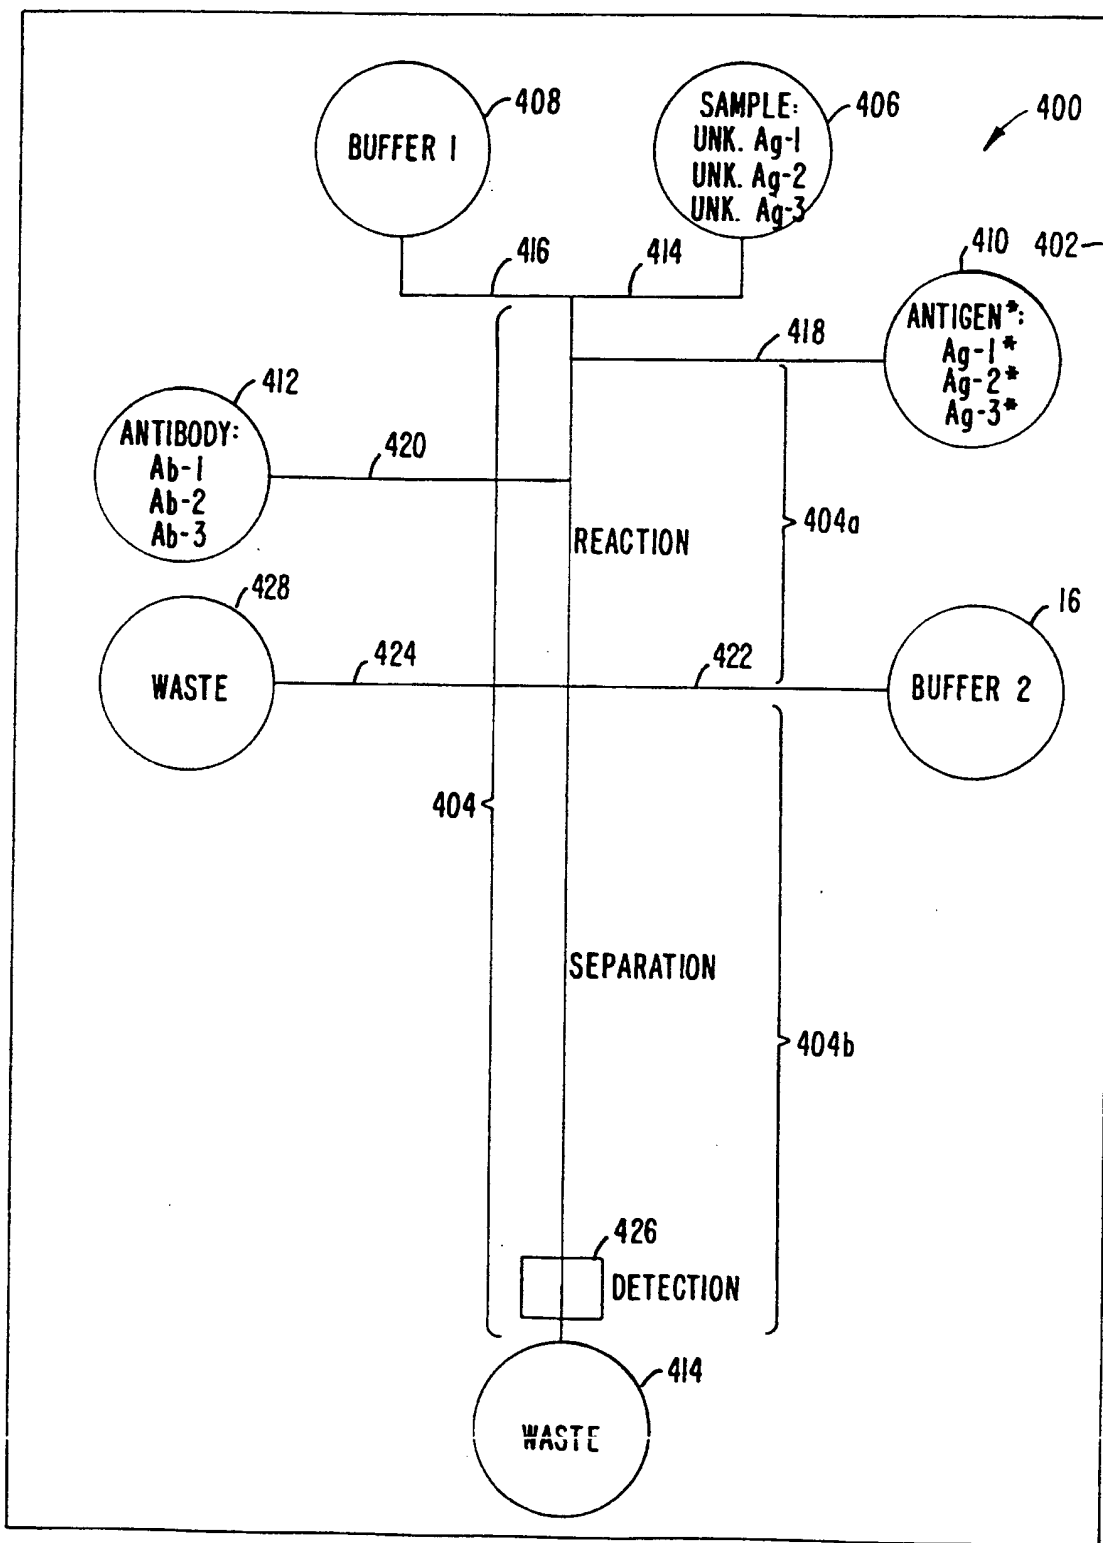 408
BUFFER 1
SAMPLE:
UNK. Ag-1
UNK. Ag-2
UNK. Ag-3
406
400
416
414
410
402
ANTIGEN*:
Ag-1*
Ag-2*
Ag-3*
418
412
ANTIBODY:
Ab-1
Ab-2
Ab-3
420
404a
REACTION
428
WASTE
424
422
16
BUFFER 2
404
SEPARATION
404b
426
DETECTION
414
WASTE